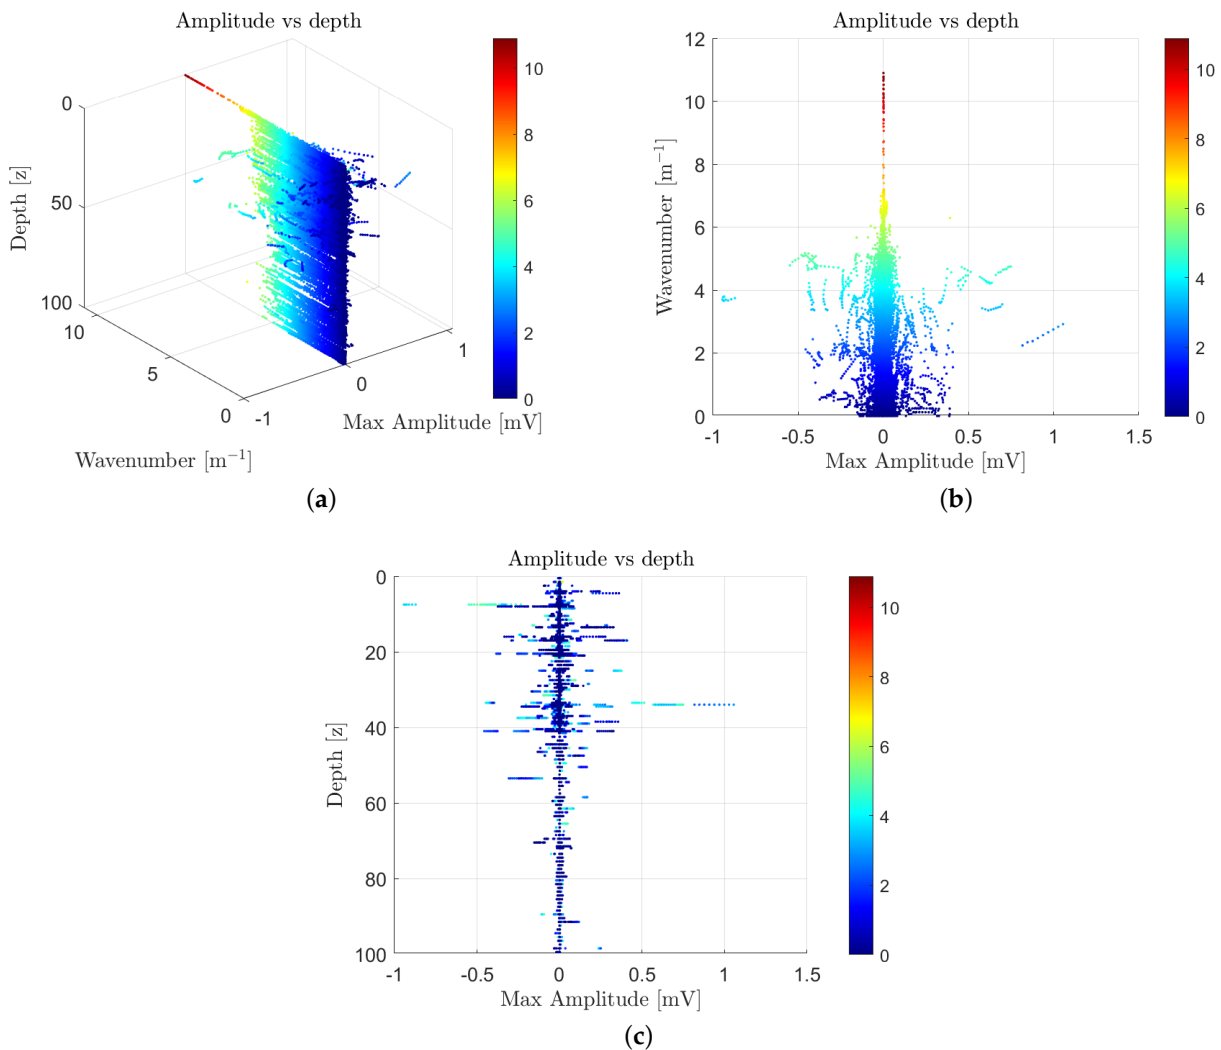 Amplitude vs depth
0
50
100
Depth [z]
10
5
0
-1
0
1
Wavenumber [m−1]
Max Amplitude [mV]
10
8
6
4
2
0
(a)
Amplitude vs depth
12
10
8
6
4
2
0
Wavenumber [m−1]
-1 -0.5 0 0.5 1 1.5
Max Amplitude [mV]
10
8
6
4
2
0
(b)
Amplitude vs depth
0
20
40
60
80
100
Depth [z]
-1 -0.5 0 0.5 1 1.5
Max Amplitude [mV]
10
8
6
4
2
0
(c)